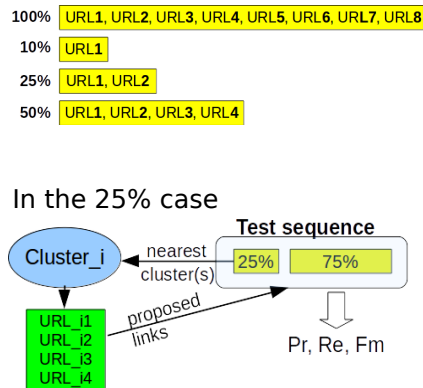 100% URL1, URL2, URL3, URL4, URL5, URL6, URL7, URL8
10% URL1
25% URL1, URL2
50% URL1, URL2, URL3, URL4
In the 25% case
Test sequence
Cluster_i
nearest
cluster(s)
25% 75%
proposed
links
URL_i1
URL_i2
URL_i3
URL_i4
Pr, Re, Fm